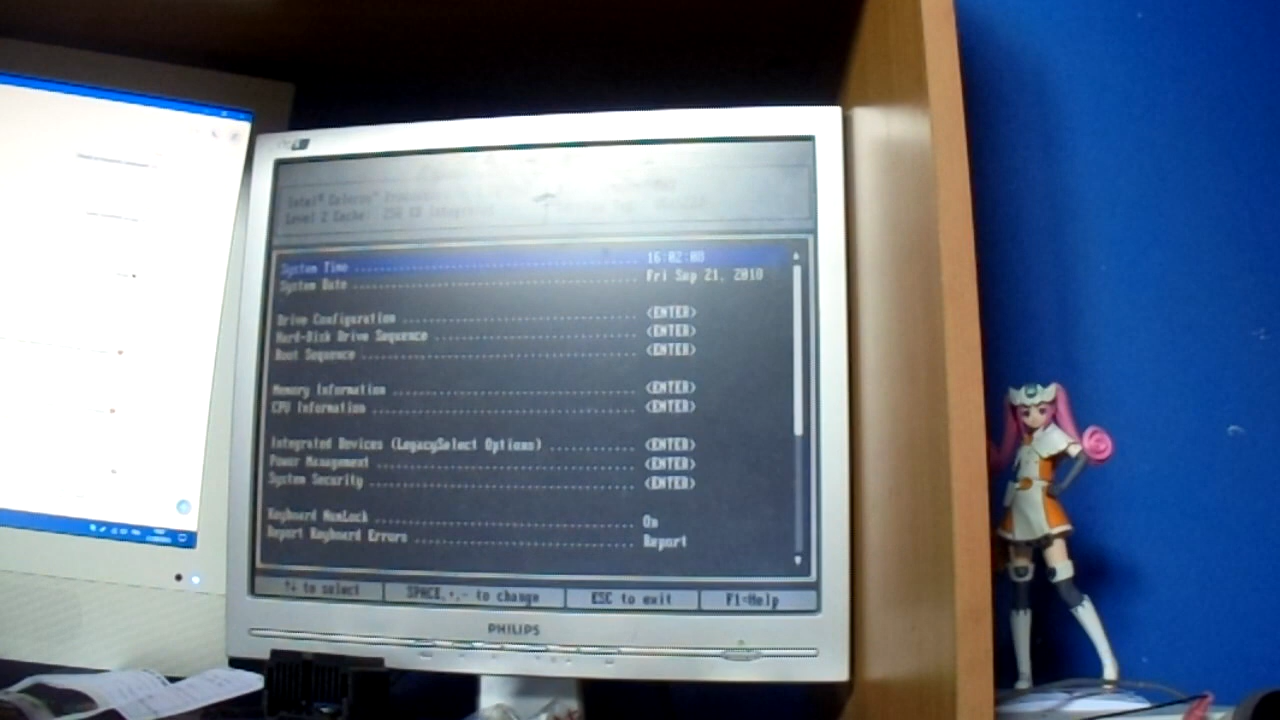 Intel® Celeron™ Processor
Level 2 Cache: 256 KB Integrated
System Time ........ 16:02:08
System Date ........ Fri Sep 21, 2018
Drive Configuration ........ <ENTER>
Hard-Disk Drive Sequence ........ <ENTER>
Boot Sequence ........ <ENTER>
Memory Information ........ <ENTER>
CPU Information ........ <ENTER>
Integrated Devices (LegacySelect Options) ........ <ENTER>
Power Management ........ <ENTER>
System Security ........ <ENTER>
Keyboard NumLock ........ On
Report Keyboard Errors ........ Report
↑↓ to select SPACE,+,- to change ESC to exit F1=Help
PHILIPS